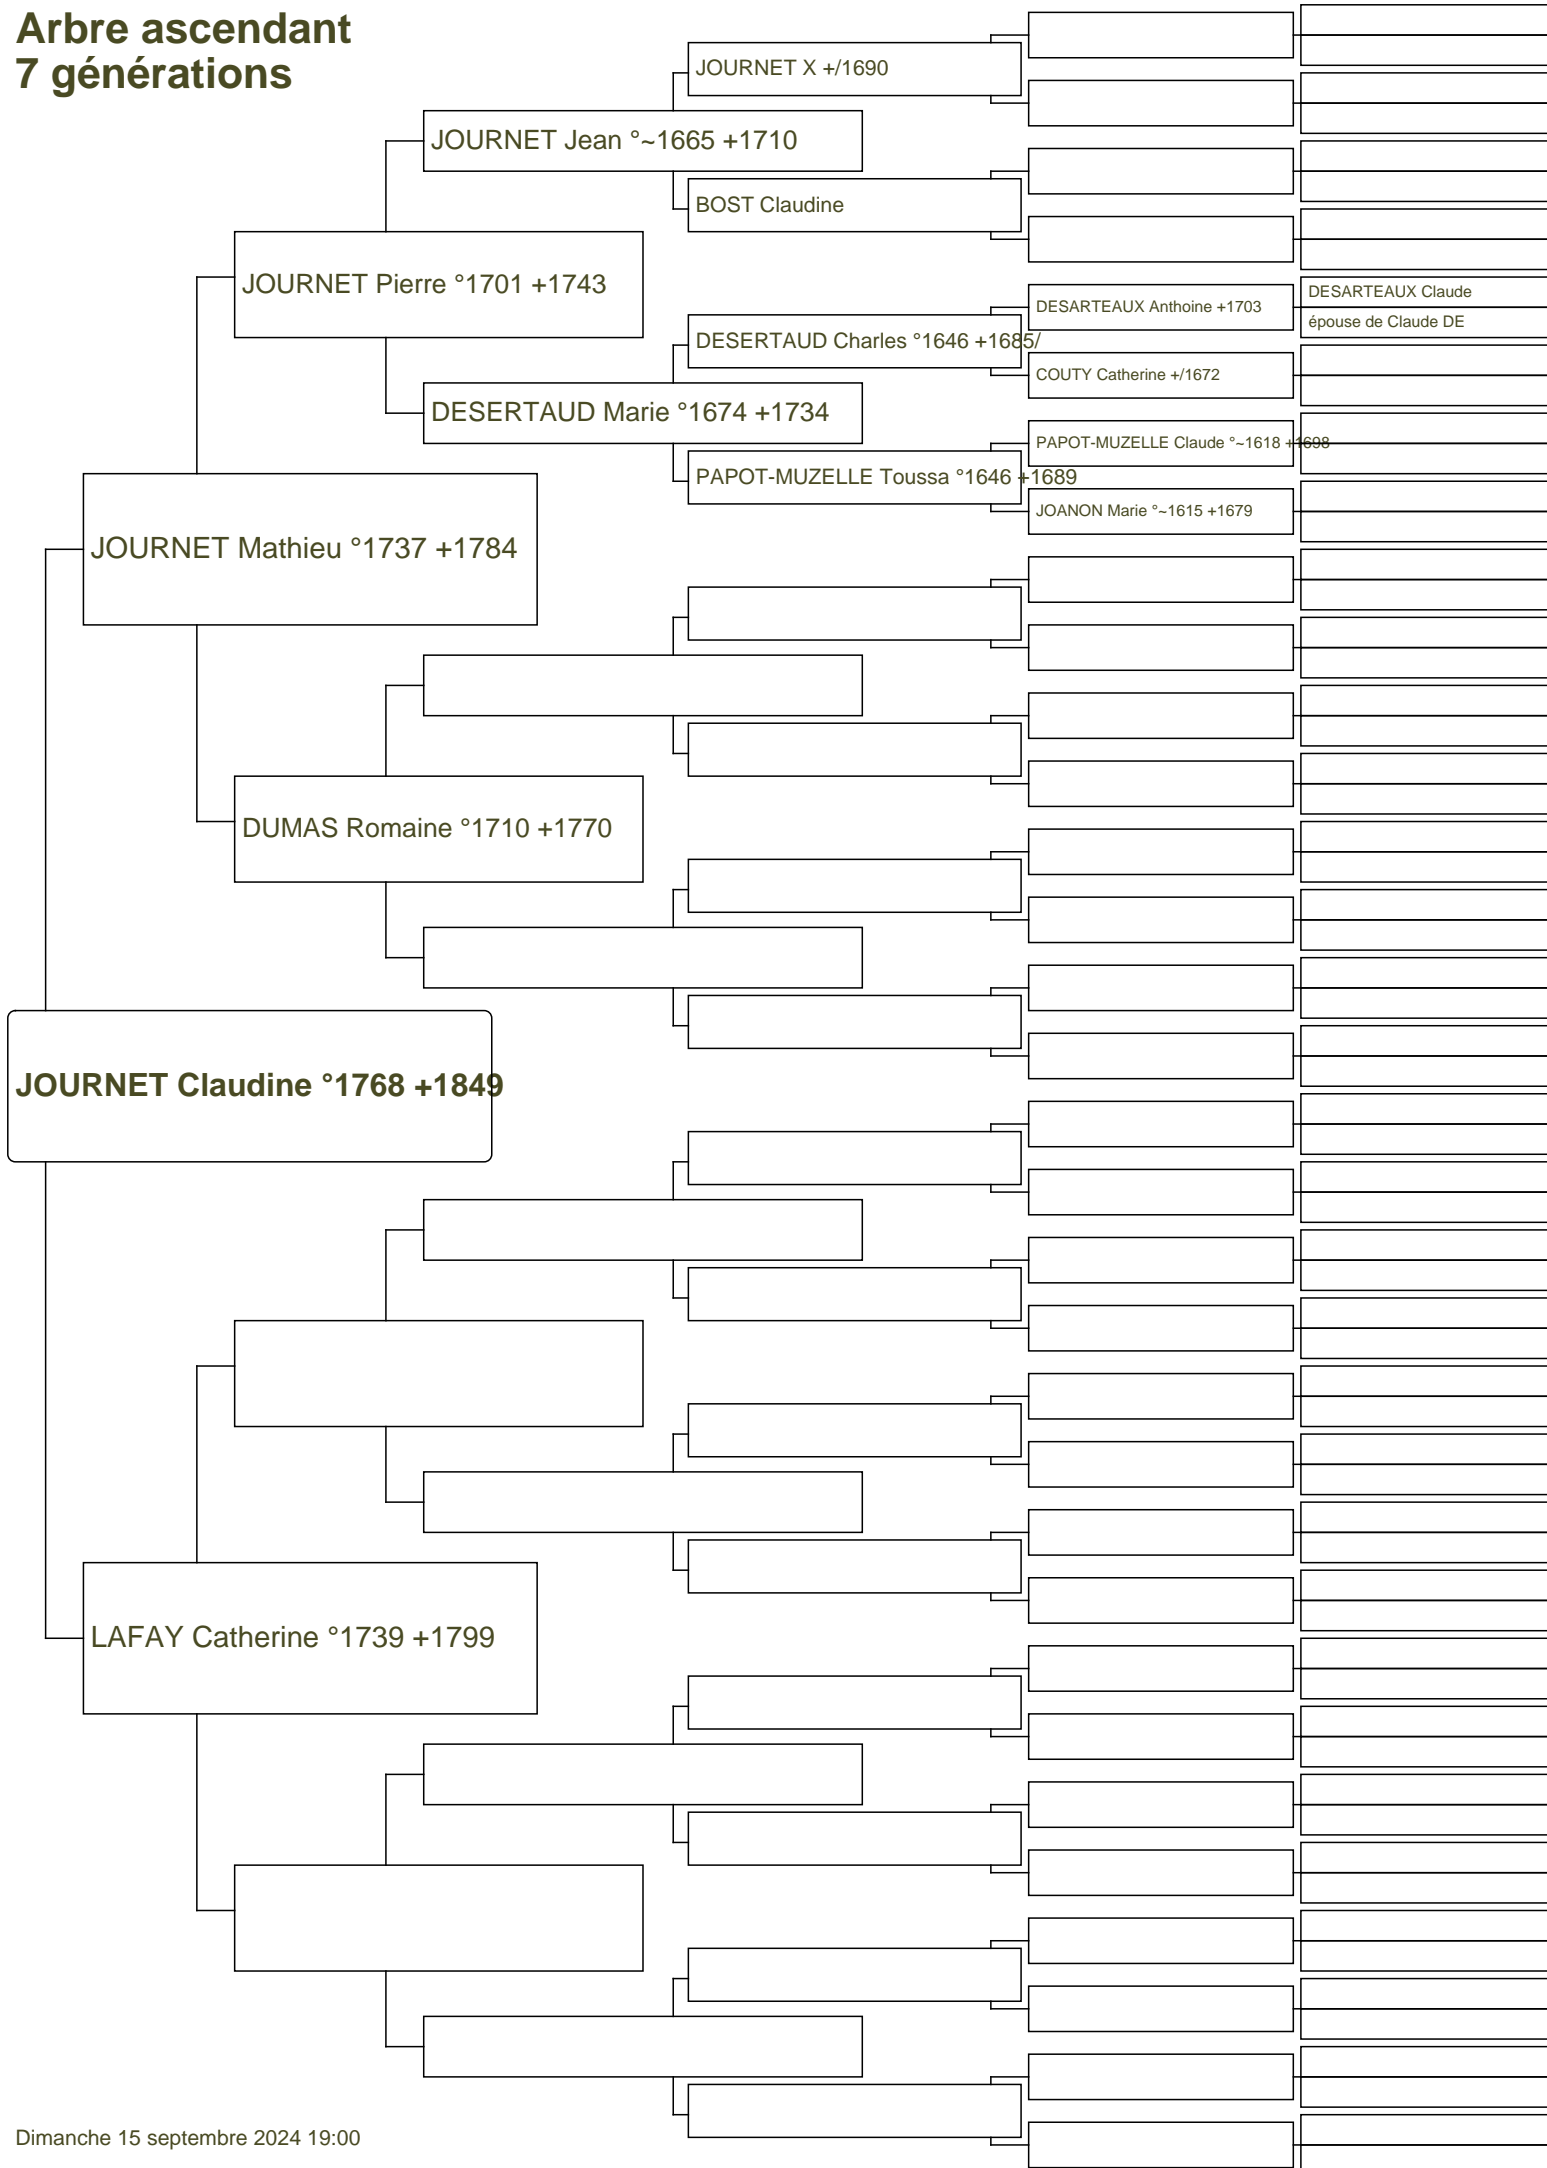 Arbre ascendant
7 générations
JOURNET X +/1690
JOURNET Jean °~1665 +1710
BOST Claudine
JOURNET Pierre °1701 +1743
DESARTEAUX Claude
DESARTEAUX Anthoine +1703
épouse de Claude DE
DESERTAUD Charles °1646 +1685/
COUTY Catherine +/1672
DESERTAUD Marie °1674 +1734
PAPOT-MUZELLE Claude °~1618 +1698
PAPOT-MUZELLE Toussa °1646 +1689
JOANON Marie °~1615 +1679
JOURNET Mathieu °1737 +1784
DUMAS Romaine °1710 +1770
JOURNET Claudine °1768 +1849
LAFAY Catherine °1739 +1799
Dimanche 15 septembre 2024 19:00